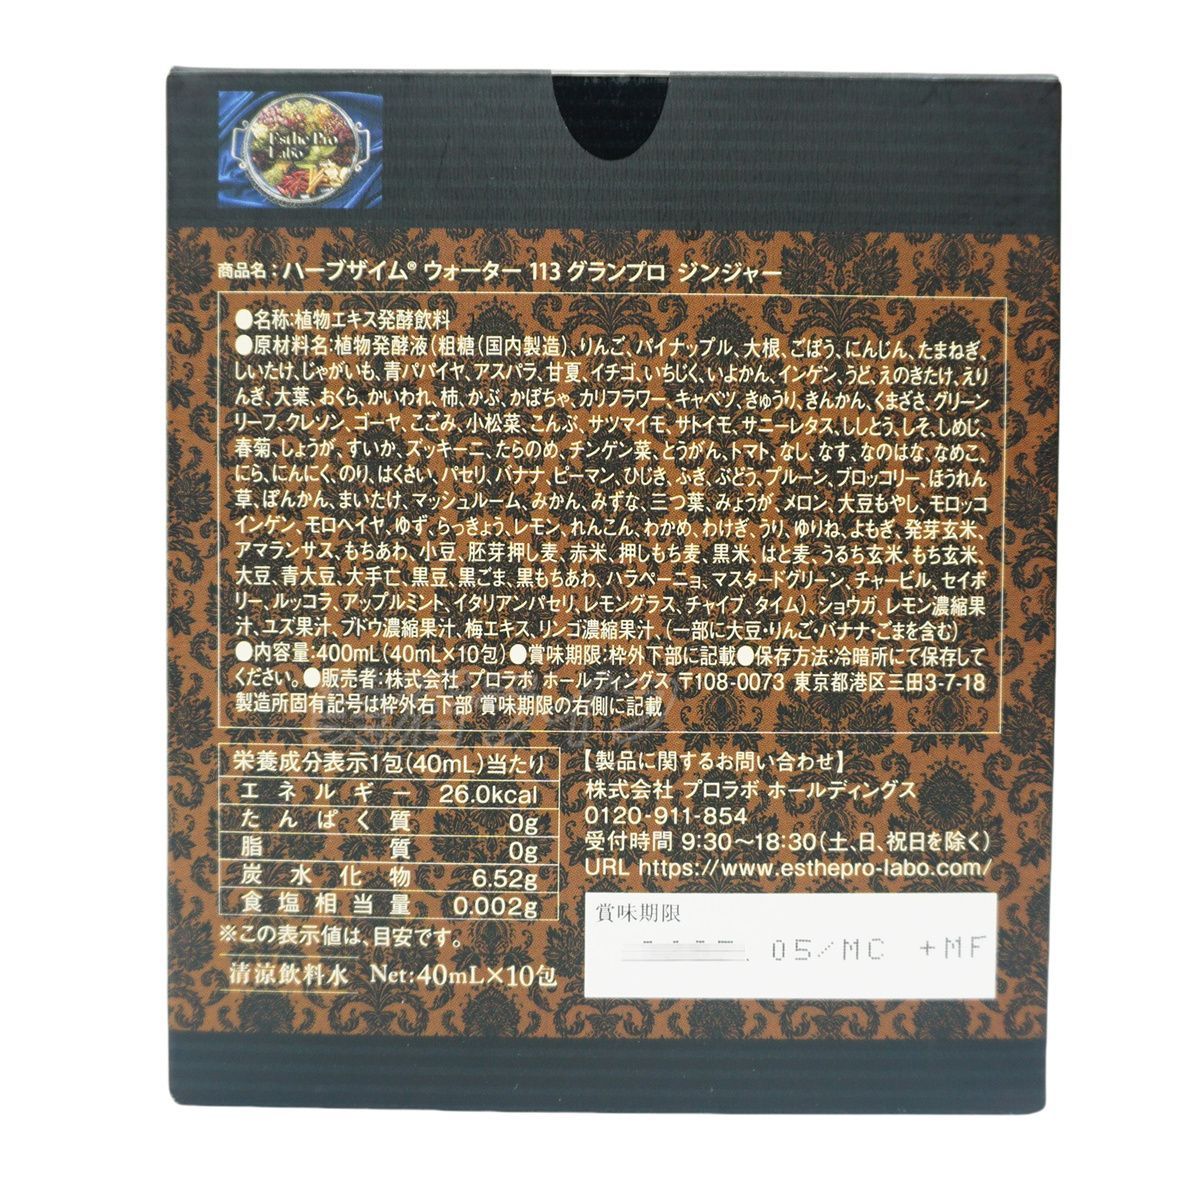 Esthe Pro
Labo
商品名：ハーブザイム® ウォーター 113 グランプロ ジンジャー
●名称:植物エキス発酵飲料
●原材料名:植物発酵液(粗糖(国内製造)、りんご、パイナップル、大根、ごぼう、にんじん、たまねぎ、
しいたけ、じゃがいも、青パパイヤ、アスパラ、甘夏、イチゴ、いちじく、いよかん、インゲン、うど、えのきたけ、えり
んぎ、大葉、おくら、かいわれ、柿、かぶ、かぼちゃ、カリフラワー、キャベツ、きゅうり、きんかん、くまざさ、グリーン
リーフ、クレソン、ゴーヤ、こごみ、小松菜、こんぶ、サツマイモ、サトイモ、サニーレタス、ししとう、しそ、しめじ、
春菊、しょうが、すいか、ズッキーニ、たらのめ、チンゲン菜、とうがん、トマト、なし、なす、なのはな、なめこ、
にら、にんにく、のり、はくさい、パセリ、バナナ、ピーマン、ひじき、ふき、ぶどう、プルーン、ブロッコリー、ほうれん
草、ぽんかん、まいたけ、マッシュルーム、みかん、みずな、三つ葉、みょうが、メロン、大豆もやし、モロッコ
インゲン、モロヘイヤ、ゆず、らっきょう、レモン、れんこん、わかめ、わけぎ、うり、ゆりね、よもぎ、発芽玄米、
アマランサス、もちあわ、小豆、胚芽押し麦、赤米、押しもち麦、黒米、はと麦、うるち玄米、もち玄米、
大豆、青大豆、大手亡、黒豆、黒ごま、黒もちあわ、ハラペーニョ、マスタードグリーン、チャービル、セイボ
リー、ルッコラ、アップルミント、イタリアンパセリ、レモングラス、チャイブ、タイム)、ショウガ、レモン濃縮果
汁、ユズ果汁、ブドウ濃縮果汁、梅エキス、リンゴ濃縮果汁、(一部に大豆・りんご・バナナ・ごまを含む)
●内容量:400mL(40mL×10包)●賞味期限:枠外下部に記載●保存方法:冷暗所にて保存して
ください。●販売者:株式会社 プロラボ ホールディングス 〒108-0073 東京都港区三田3-7-18
製造所固有記号は枠外右下部 賞味期限の右側に記載
栄養成分表示1包(40mL)当たり
エネルギー 26.0kcal
たんぱく質 0g
脂質 0g
炭水化物 6.52g
食塩相当量 0.002g
※この表示値は、目安です。
清涼飲料水 Net:40mL×10包
【製品に関するお問い合わせ】
株式会社 プロラボ ホールディングス
0120-911-854
受付時間 9:30～18:30(土、日、祝日を除く)
URL https://www.esthepro-labo.com/
賞味期限
05/MC +MF